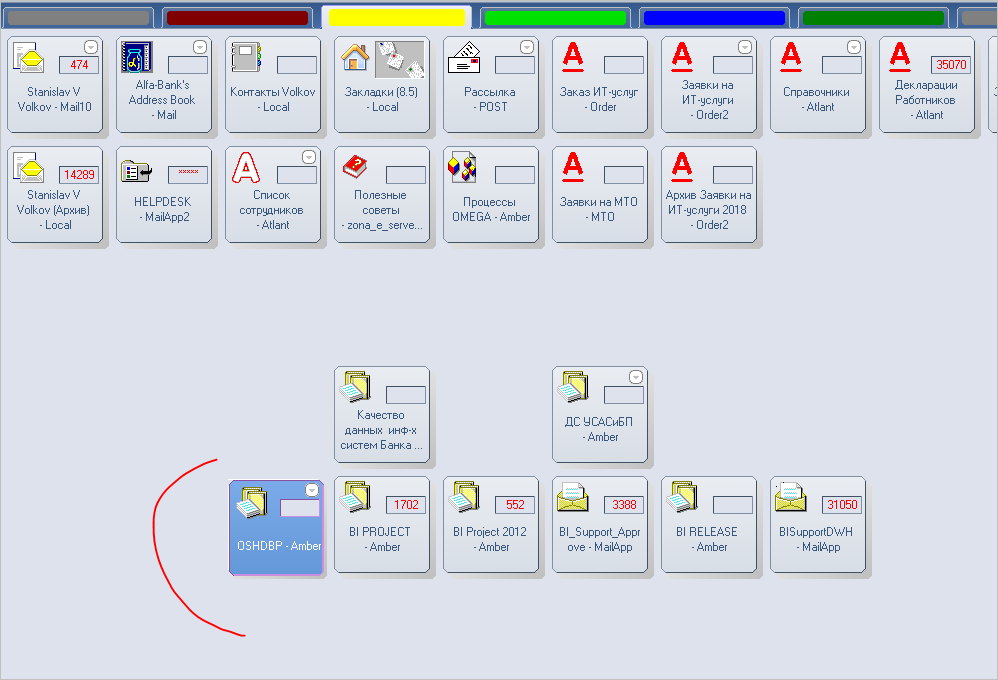 474
Stanislav V
Volkov - Mail10
Alfa-Bank's
Address Book
- Mail
Контакты Volkov
- Local
Закладки (8.5)
- Local
Рассылка
- POST
Заказ ИТ-услуг
- Order
Заявки на
ИТ-услуги
- Order2
Справочники
- Atlant
35070
Декларации
Работников
- Atlant
14289
Stanislav V
Volkov (Архив)
- Local
*****
HELPDESK
- MailApp2
Список
сотрудников
- Atlant
Полезные
советы
- zona_e_serve...
Процессы
OMEGA - Amber
Заявки на МТО
- MTO
Архив Заявки на
ИТ-услуги 2018
- Order2
Качество
данных инф-х
систем Банка ...
ДС УСАСиБП
- Amber
OSHDBP - Amber
1702
BI PROJECT
- Amber
552
BI Project 2012
- Amber
3388
BI_Support_Appr
ove - MailApp
BI RELEASE
- Amber
31050
BISupportDWH
- MailApp